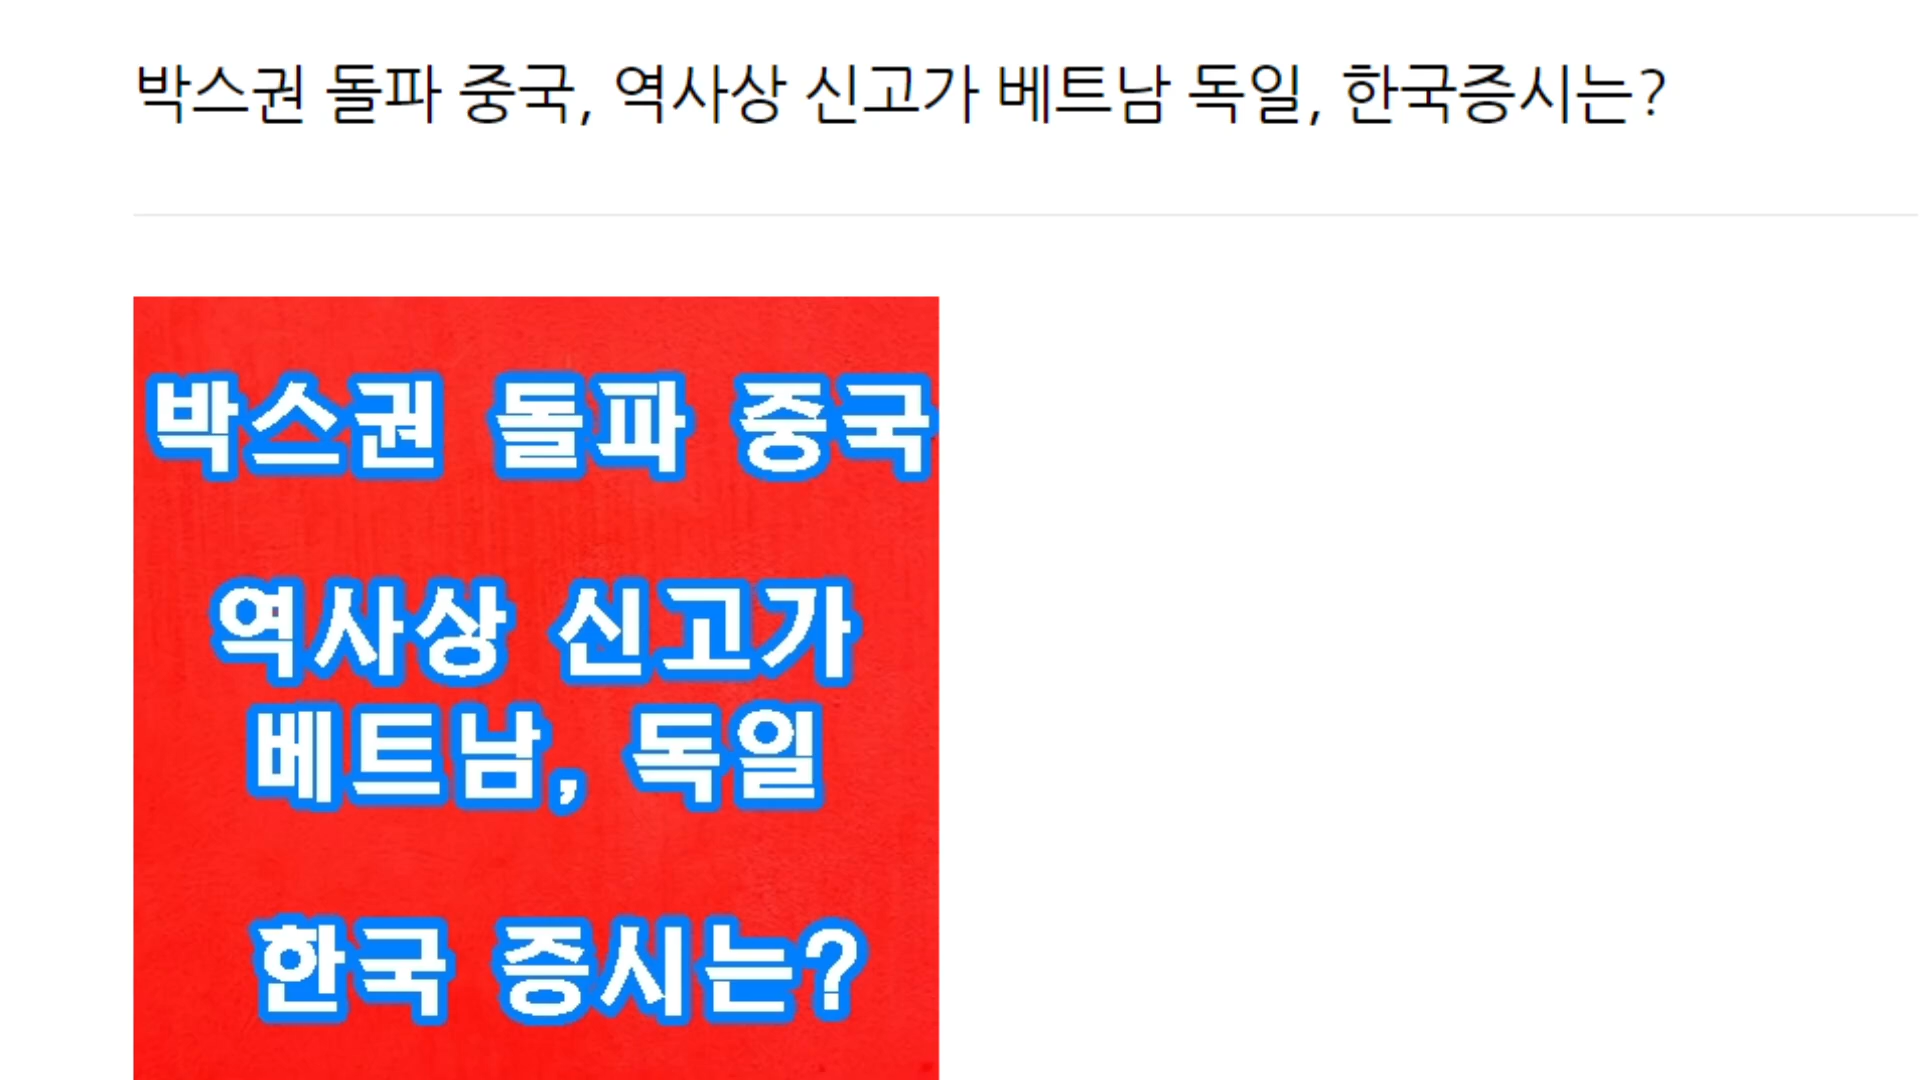 박스권 돌파 중국, 역사상 신고가 베트남 독일, 한국증시는?
박스권 돌파 중국
역사상 신고가
베트남, 독일
한국 증시는?